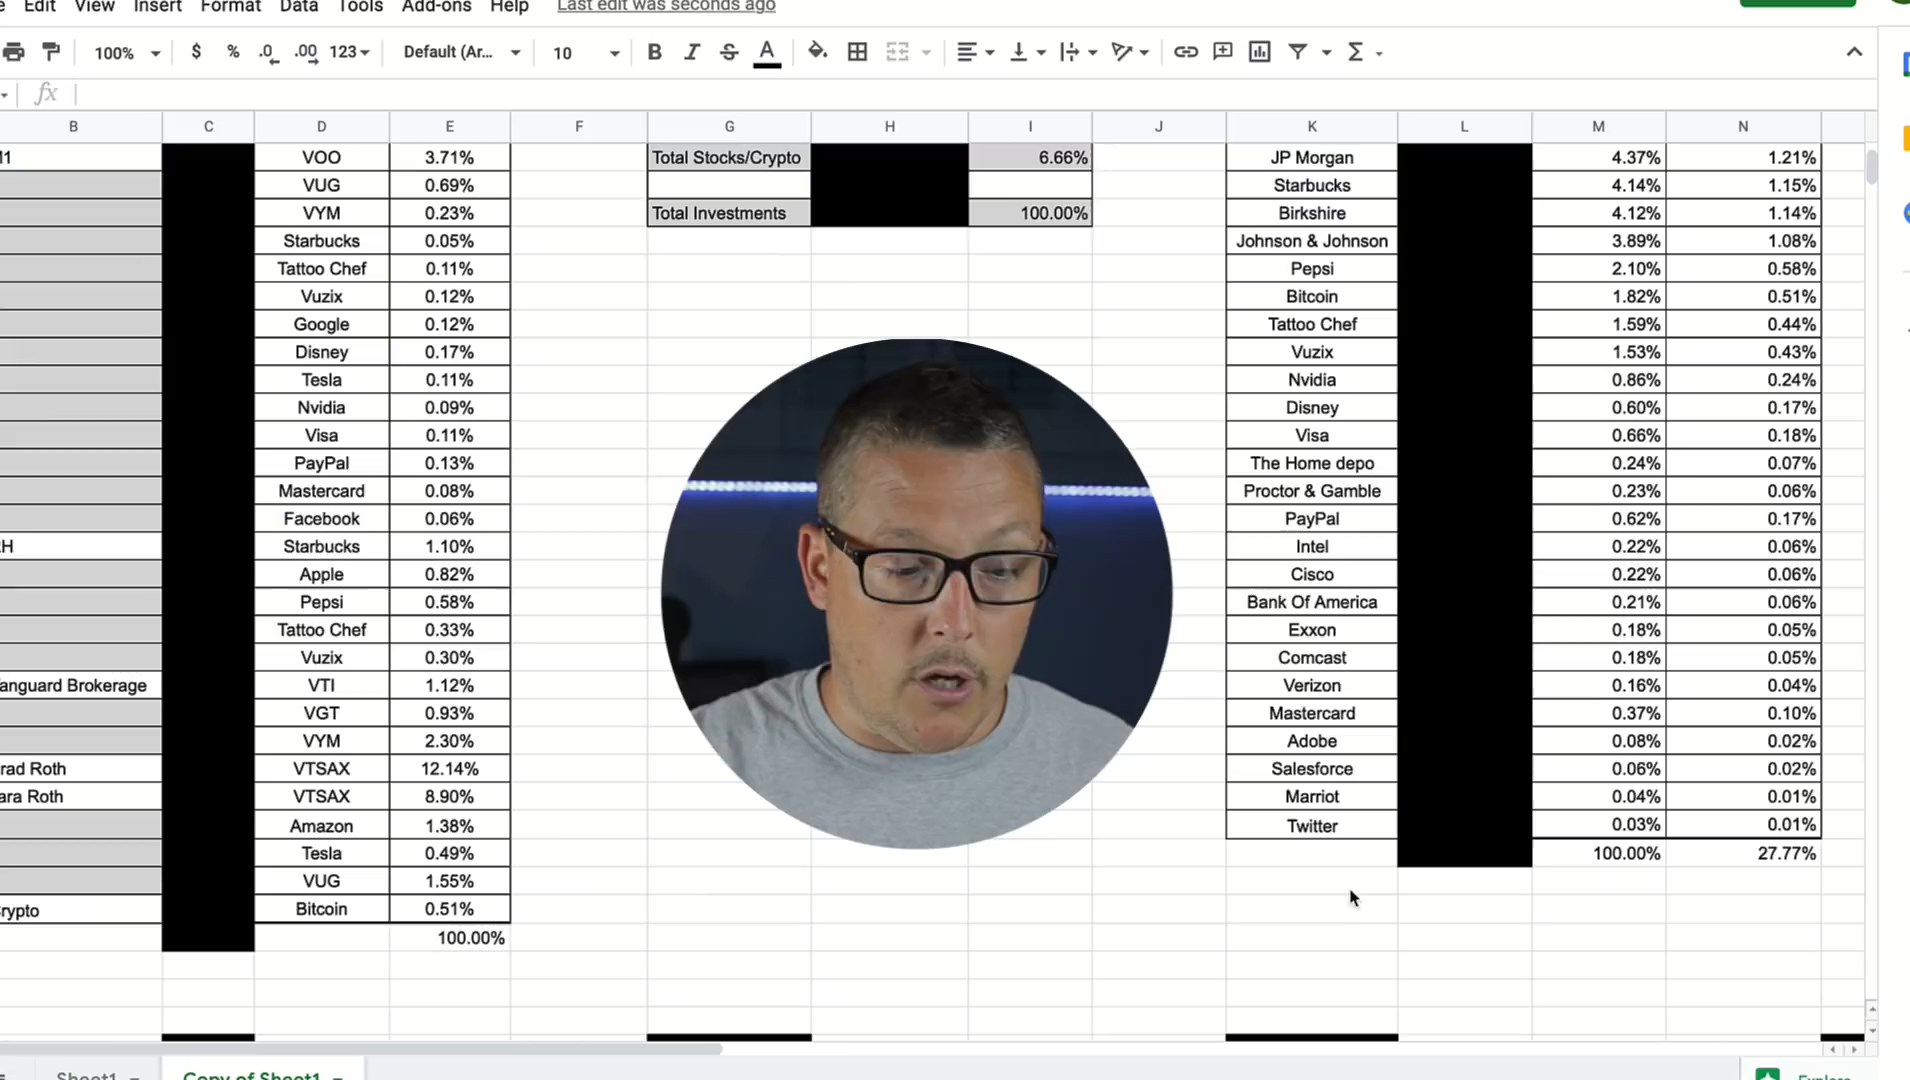 Edit View Insert Format Data Tools Add-ons Help Last edit was seconds ago
100% $ % .0 .00 123 Default (Ar... 10 B I S A
fx
B C D E F G H I J K L M N
VOO 3.71% Total Stocks/Crypto 6.66% JP Morgan 4.37% 1.21%
VUG 0.69% Starbucks 4.14% 1.15%
VYM 0.23% Total Investments 100.00% Birkshire 4.12% 1.14%
Starbucks 0.05% Johnson & Johnson 3.89% 1.08%
Tattoo Chef 0.11% Pepsi 2.10% 0.58%
Vuzix 0.12% Bitcoin 1.82% 0.51%
Google 0.12% Tattoo Chef 1.59% 0.44%
Disney 0.17% Vuzix 1.53% 0.43%
Tesla 0.11% Nvidia 0.86% 0.24%
Nvidia 0.09% Disney 0.60% 0.17%
Visa 0.11% Visa 0.66% 0.18%
PayPal 0.13% The Home depo 0.24% 0.07%
Mastercard 0.08% Proctor & Gamble 0.23% 0.06%
Facebook 0.06% PayPal 0.62% 0.17%
H Starbucks 1.10% Intel 0.22% 0.06%
Apple 0.82% Cisco 0.22% 0.06%
Pepsi 0.58% Bank Of America 0.21% 0.06%
Tattoo Chef 0.33% Exxon 0.18% 0.05%
Vuzix 0.30% Comcast 0.18% 0.05%
anguard Brokerage VTI 1.12% Verizon 0.16% 0.04%
VGT 0.93% Mastercard 0.37% 0.10%
VYM 2.30% Adobe 0.08% 0.02%
rad Roth VTSAX 12.14% Salesforce 0.06% 0.02%
ara Roth VTSAX 8.90% Marriot 0.04% 0.01%
Amazon 1.38% Twitter 0.03% 0.01%
Tesla 0.49% 100.00% 27.77%
VUG 1.55%
rypto Bitcoin 0.51%
100.00%
Sheet1 Copy of Sheet1 Explore